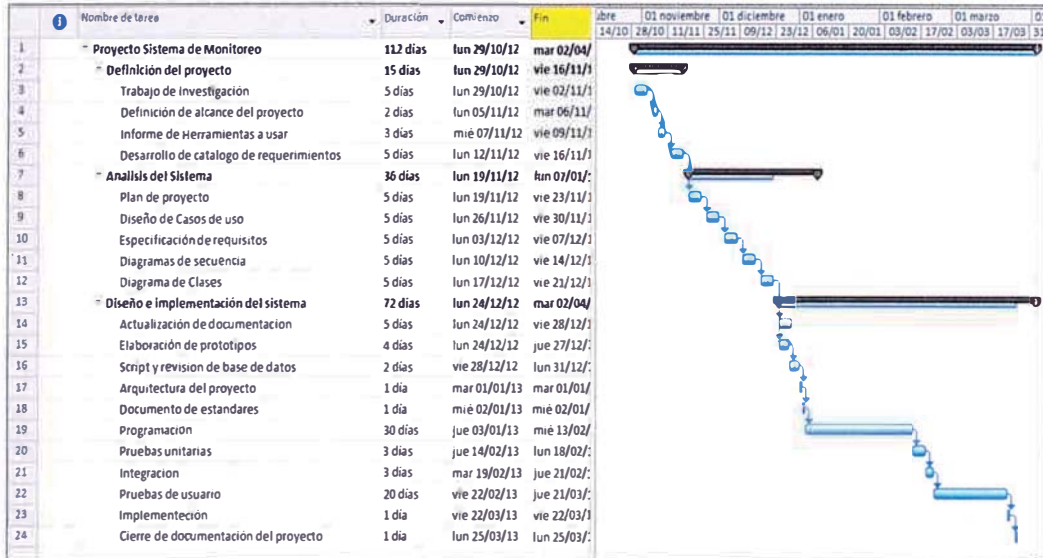 Nombre de tarea Duración Comienzo Fin
01 noviembre 01 diciembre 01 enero 01 febrero 01 marzo
14/10 28/10 11/11 25/11 09/12 23/12 06/01 20/01 03/02 17/02 03/03 17/03 31
1 Proyecto Sistema de Monitoreo 112 días lun 29/10/12 mar 02/04/
2 Definición del proyecto 15 días lun 29/10/12 vie 16/11/1
3 Trabajo de investigación 5 días lun 29/10/12 vie 02/11/1
4 Definición de alcance del proyecto 2 días lun 05/11/12 mar 06/11/
5 Informe de Herramientas a usar 3 días mié 07/11/12 vie 09/11/1
6 Desarrollo de catalogo de requerimientos 5 días lun 12/11/12 vie 16/11/1
7 Analisis del Sistema 36 días lun 19/11/12 lun 07/01/
8 Plan de proyecto 5 días lun 19/11/12 vie 23/11/1
9 Diseño de Casos de uso 5 días lun 26/11/12 vie 30/11/1
10 Especificación de requisitos 5 días lun 03/12/12 vie 07/12/1
11 Diagramas de secuencia 5 días lun 10/12/12 vie 14/12/1
12 Diagrama de Clases 5 días lun 17/12/12 vie 21/12/1
13 Diseño e implementación del sistema 72 días lun 24/12/12 mar 02/04/
14 Actualización de documentacion 5 días lun 24/12/12 vie 28/12/1
15 Elaboración de prototipos 4 días lun 24/12/12 jue 27/12/
16 Script y revision de base de datos 2 días vie 28/12/12 lun 31/12/
17 Arquitectura del proyecto 1 día mar 01/01/13 mar 01/01/
18 Documento de estandares 1 día mié 02/01/13 mié 02/01/
19 Programación 30 días jue 03/01/13 mié 13/02/
20 Pruebas unitarias 3 días jue 14/02/13 lun 18/02/
21 Integracion 3 días mar 19/02/13 jue 21/02/
22 Pruebas de usuario 20 días vie 22/02/13 jue 21/03/
23 Implementeción 1 día vie 22/03/13 vie 22/03/1
24 Cierre de documentación del proyecto 1 día lun 25/03/13 lun 25/03/